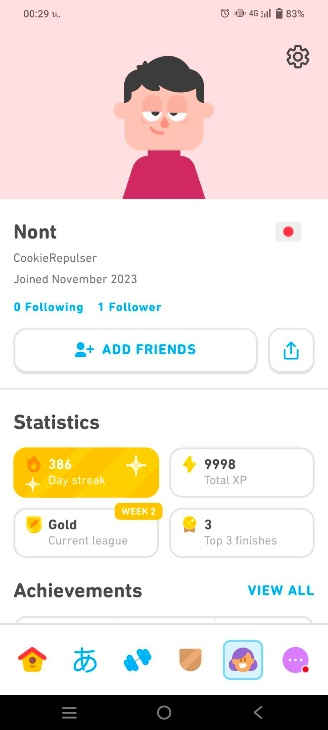 00:29 น.
4G
83%
Nont
CookieRepulser
Joined November 2023
0 Following 1 Follower
ADD FRIENDS
Statistics
386
Day streak
9998
Total XP
WEEK 2
Gold
Current league
3
Top 3 finishes
Achievements
VIEW ALL
あ